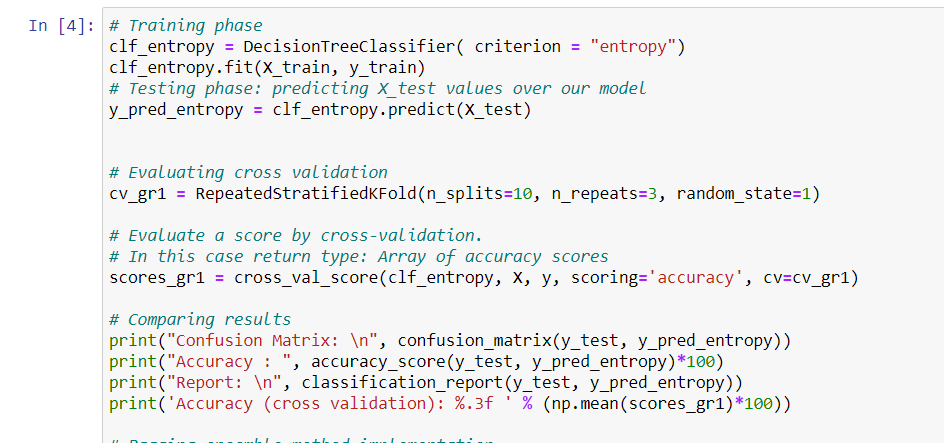 In [4]: # Training phase
clf_entropy = DecisionTreeClassifier( criterion = "entropy")
clf_entropy.fit(X_train, y_train)
# Testing phase: predicting X_test values over our model
y_pred_entropy = clf_entropy.predict(X_test)
# Evaluating cross validation
cv_gr1 = RepeatedStratifiedKFold(n_splits=10, n_repeats=3, random_state=1)
# Evaluate a score by cross-validation.
# In this case return type: Array of accuracy scores
scores_gr1 = cross_val_score(clf_entropy, X, y, scoring='accuracy', cv=cv_gr1)
# Comparing results
print("Confusion Matrix: \n", confusion_matrix(y_test, y_pred_entropy))
print("Accuracy : ", accuracy_score(y_test, y_pred_entropy)*100)
print("Report: \n", classification_report(y_test, y_pred_entropy))
print('Accuracy (cross validation): %.3f ' % (np.mean(scores_gr1)*100))